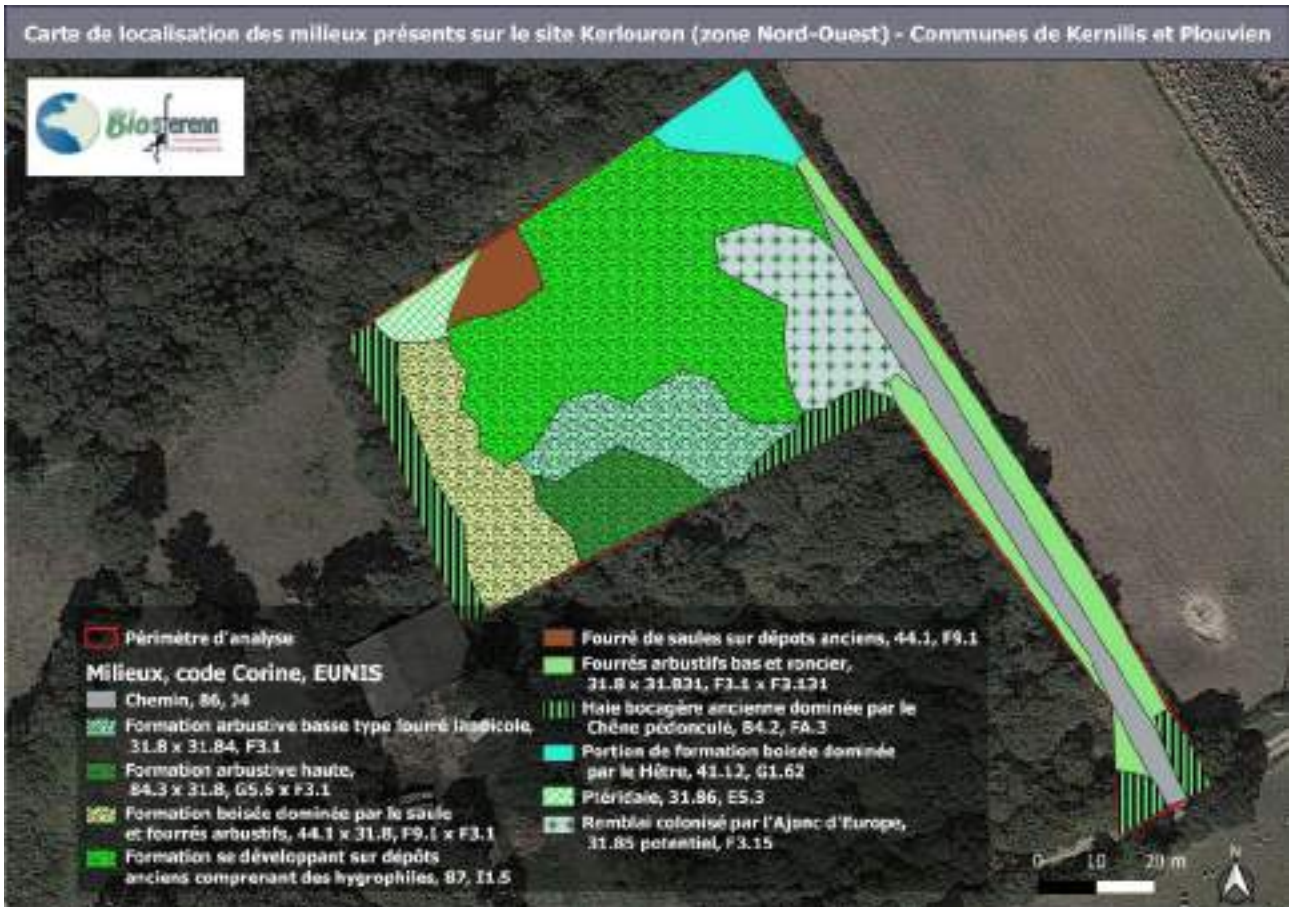 Carte de localisation des milieux présents sur le site Kerlouron (zone Nord-Ouest) - Communes de Kernilis et Plouvien
Biosferenn
Périmètre d'analyse
Milieux, code Corine, EUNIS
Chemin, 86, J4
Formation arbustive basse type fourré landicole,
31.8 x 31.84, F3.1
Formation arbustive haute,
84.3 x 31.8, G5.6 x F3.1
Formation boisée dominée par le saule
et fourrés arbustifs, 44.1 x 31.8, F9.1 x F3.1
Formation se développant sur dépôts
anciens comprenant des hygrophiles, 87, I1.5
Fourré de saules sur dépots anciens, 44.1, F9.1
Fourrés arbustifs bas et roncier,
31.8 x 31.831, F3.1 x F3.131
Haie bocagère ancienne dominée par le
Chêne pédonculé, 84.2, FA.3
Portion de formation boisée dominée
par le Hêtre, 41.12, G1.62
Ptéridaie, 31.86, E5.3
Remblai colonisé par l'Ajonc d'Europe,
31.85 potentiel, F3.15
0 10 20 m
N